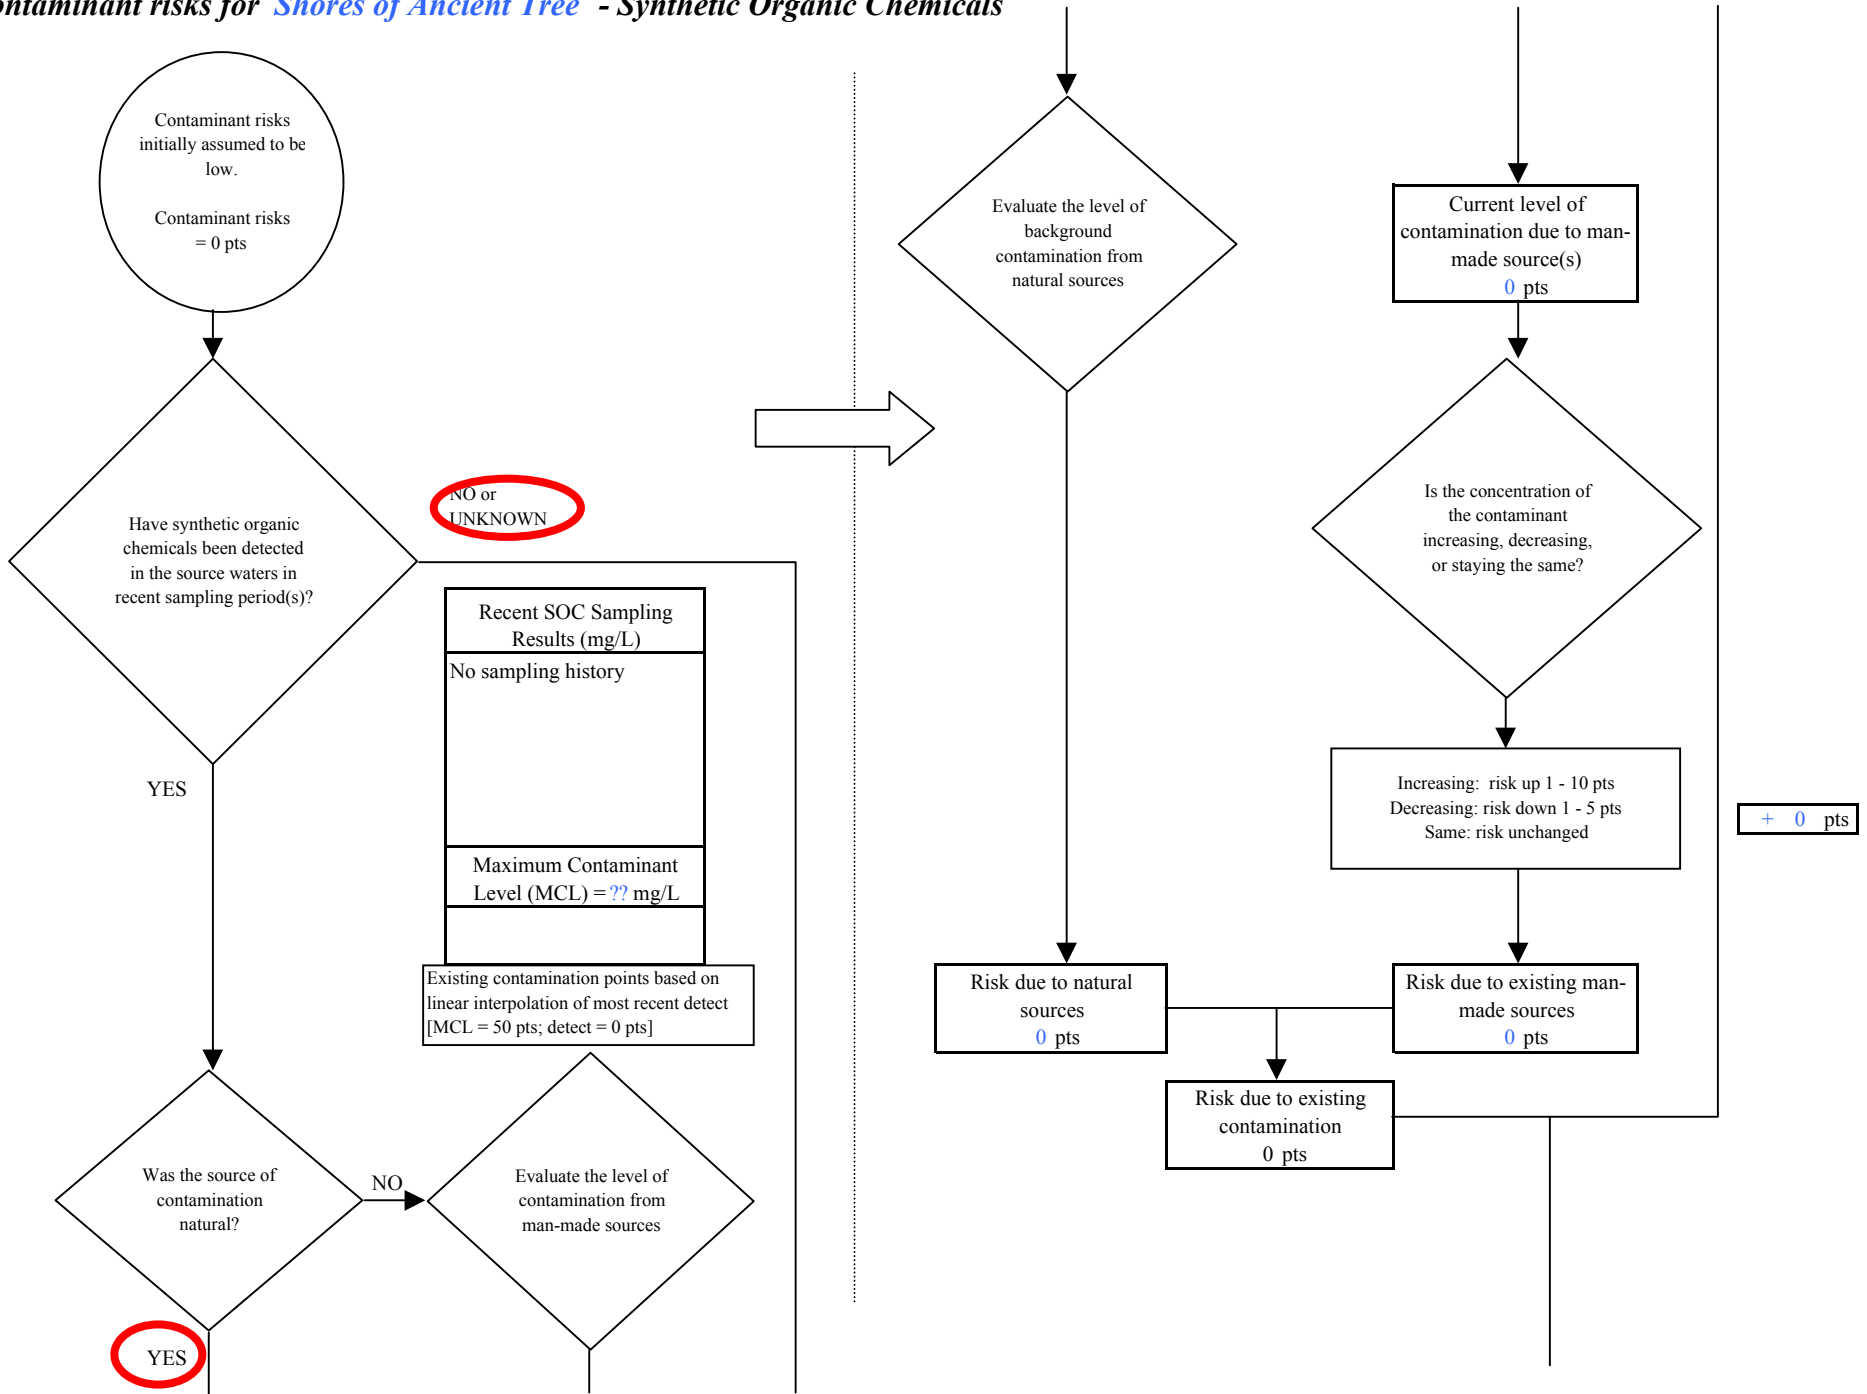 ontaminant risks for Shores of Ancient Tree - Synthetic Organic Chemicals
Contaminant risks
initially assumed to be
low.
Contaminant risks
= 0 pts
Have synthetic organic
chemicals been detected
in the source waters in
recent sampling period(s)?
NO or
UNKNOWN
YES
Recent SOC Sampling
Results (mg/L)
No sampling history
Maximum Contaminant
Level (MCL) = ?? mg/L
Existing contamination points based on
linear interpolation of most recent detect
[MCL = 50 pts; detect = 0 pts]
Was the source of
contamination
natural?
NO
YES
Evaluate the level of
contamination from
man-made sources
Evaluate the level of
background
contamination from
natural sources
Current level of
contamination due to man-
made source(s)
0 pts
Is the concentration of
the contaminant
increasing, decreasing,
or staying the same?
Increasing: risk up 1 - 10 pts
Decreasing: risk down 1 - 5 pts
Same: risk unchanged
+ 0 pts
Risk due to natural
sources
0 pts
Risk due to existing man-
made sources
0 pts
Risk due to existing
contamination
0 pts